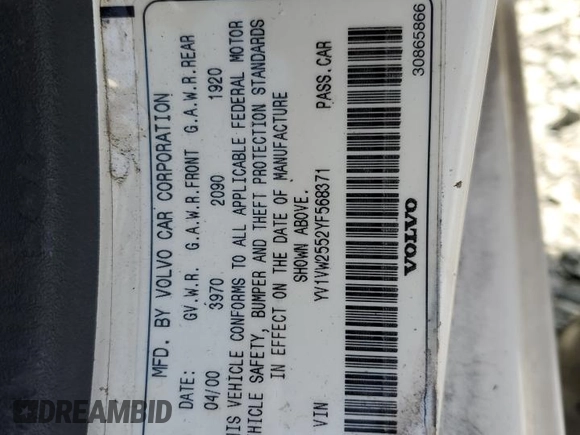 MFD. BY VOLVO CAR CORPORATION
DATE: GV.W.R. G.A.W.R.FRONT G.A.W.R.REAR
04/00 3970 2090 1920
THIS VEHICLE CONFORMS TO ALL APPLICABLE FEDERAL MOTOR
VEHICLE SAFETY, BUMPER AND THEFT PROTECTION STANDARDS
IN EFFECT ON THE DATE OF MANUFACTURE
SHOWN ABOVE.
VIN YV1VW2552YF568371 PASS.CAR
VOLVO 30865866
DREAMBID